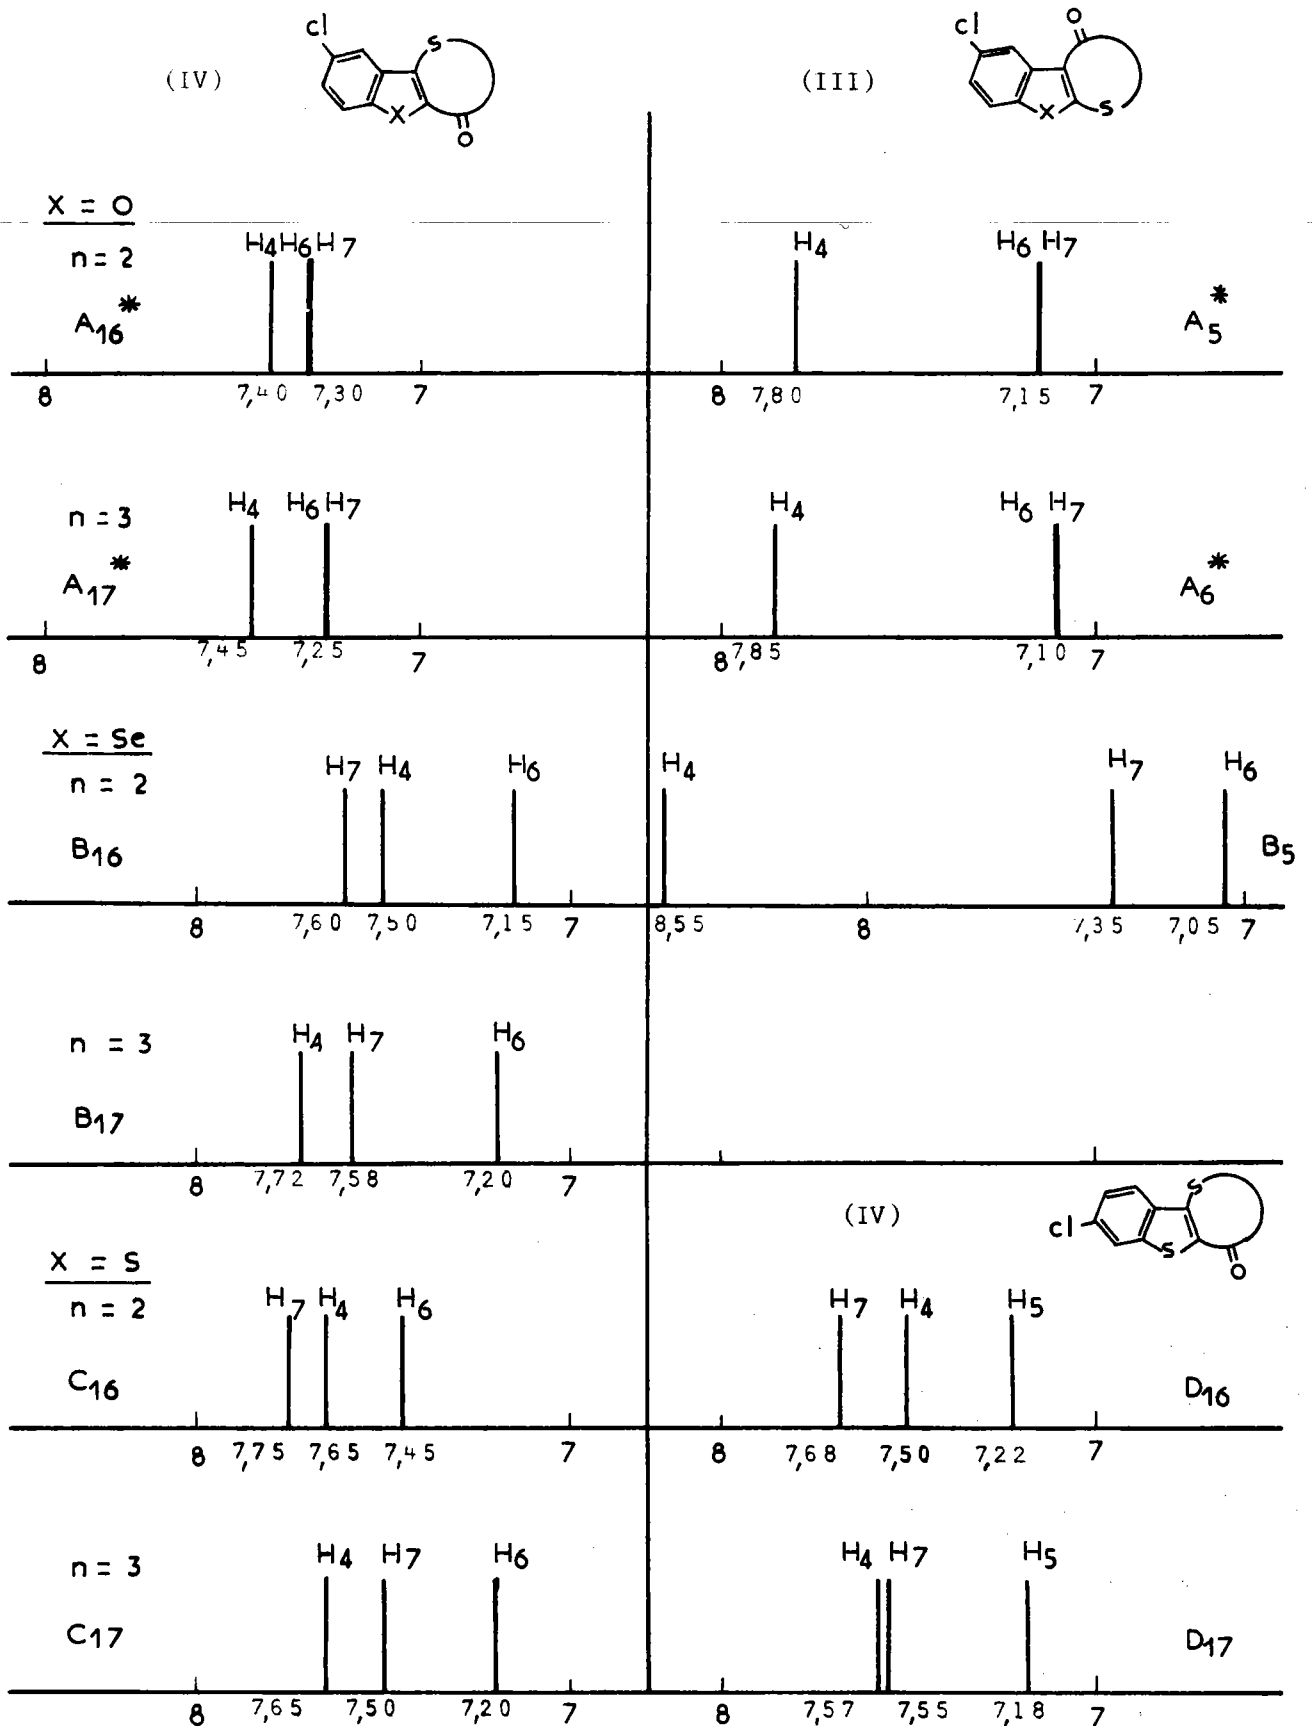 (IV) cl S X O
(III) cl O X S
X = O
n = 2
A16*
H4 H6 H7
8 7,40 7,30 7
H4 H6 H7
A5*
8 7,80 7,15 7
n = 3
A17*
H4 H6 H7
8 7,45 7,25 7
H4 H6 H7
A6*
8 7,85 7,10 7
X = Se
n = 2
B16
H7 H4 H6
8 7,60 7,50 7,15 7
H4 H7 H6
B5
8,55 8 7,35 7,05 7
n = 3
B17
H4 H7 H6
8 7,72 7,58 7,20 7
(IV) cl S S O
X = S
n = 2
C16
H7 H4 H6
8 7,75 7,65 7,45 7
H7 H4 H5
D16
8 7,68 7,50 7,22 7
n = 3
C17
H4 H7 H6
8 7,65 7,50 7,20 7
H4 H7 H5
D17
8 7,57 7,55 7,18 7